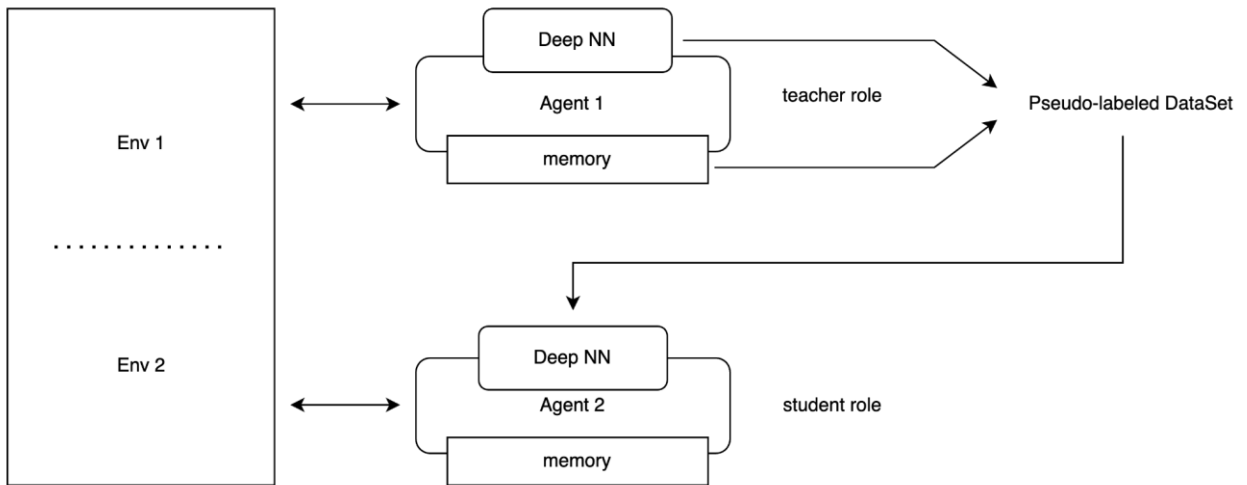 Deep NN
Agent 1
teacher role
Pseudo-labeled DataSet
Env 1
memory
Deep NN
Env 2
Agent 2
student role
memory